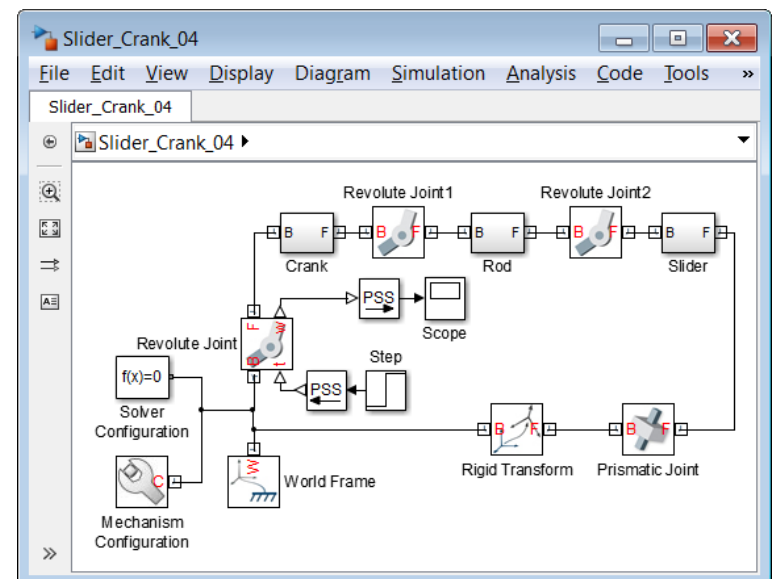 Slider_Crank_04
File Edit View Display Diagram Simulation Analysis Code Tools »
Slider_Crank_04
Slider_Crank_04
Revolute Joint1
Revolute Joint2
B F
B F
B F
B F
B F
Crank
Rod
Slider
PSS
Scope
F w
Revolute Joint
B t
Step
f(x)=0
PSS
Solver
Configuration
B F
B F
W
World Frame
Rigid Transform
Prismatic Joint
C
Mechanism
Configuration